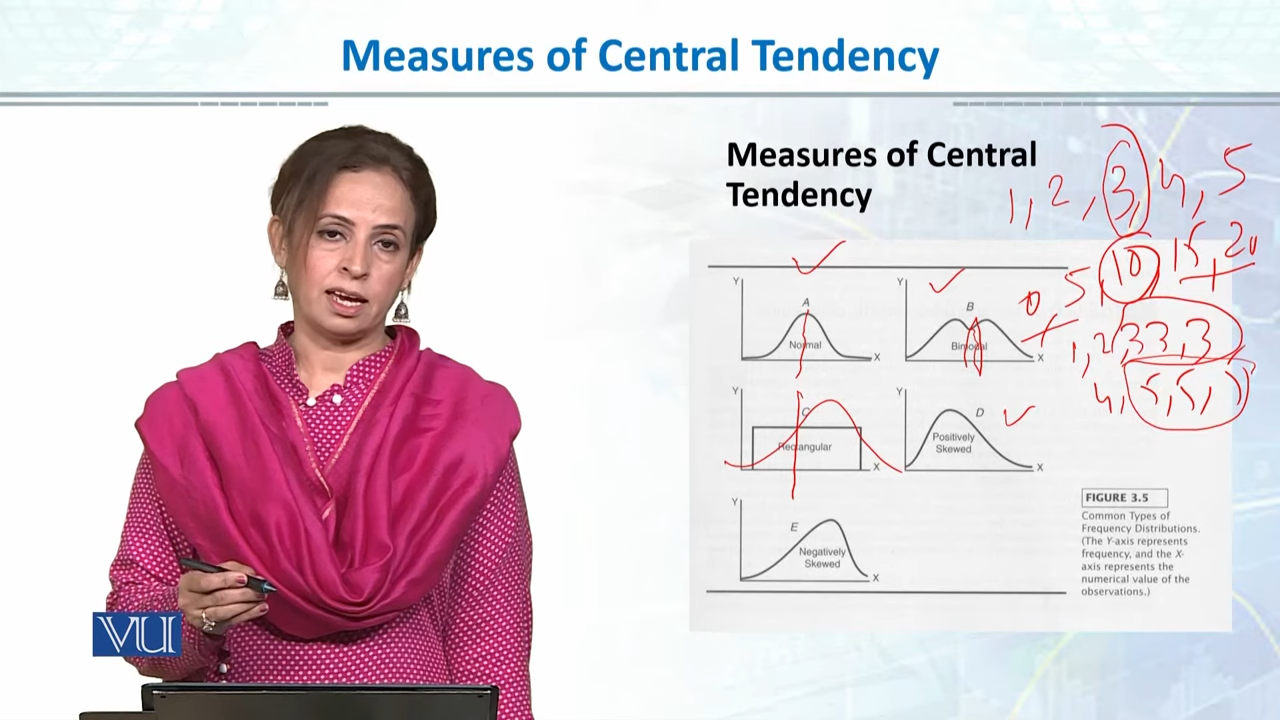 Measures of Central Tendency
Measures of Central
Tendency
1, 2, 3, 4, 5
0 5, 10, 15, 20
1, 2, 3 3, 3
4, 5, 5,
Y
A
Normal
X
Y
B
Bimodal
X
Y
C
Rectangular
X
Y
D
Positively
Skewed
X
Y
E
Negatively
Skewed
X
FIGURE 3.5
Common Types of
Frequency Distributions.
(The Y-axis represents
frequency, and the X-
axis represents the
numerical value of the
observations.)
VU